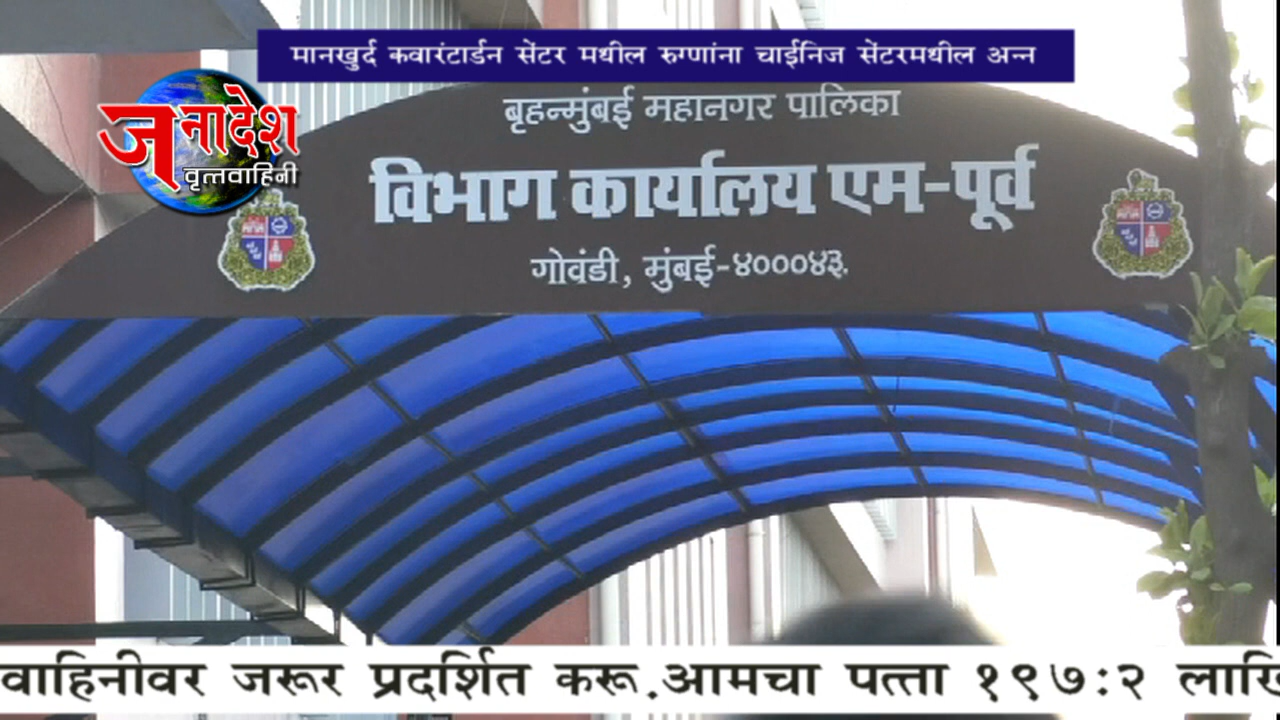 मानखुर्द कवारंटार्डन सेंटर मधील रुग्णांना चाईनिज सेंटरमधील अन्न
जनादेश
वृत्तवाहिनी
बृहन्मुंबई महानगर पालिका
विभाग कार्यालय एम-पूर्व
गोवंडी, मुंबई-४०००४३.
वाहिनीवर जरूर प्रदर्शित करू.आमचा पत्ता १९७:२